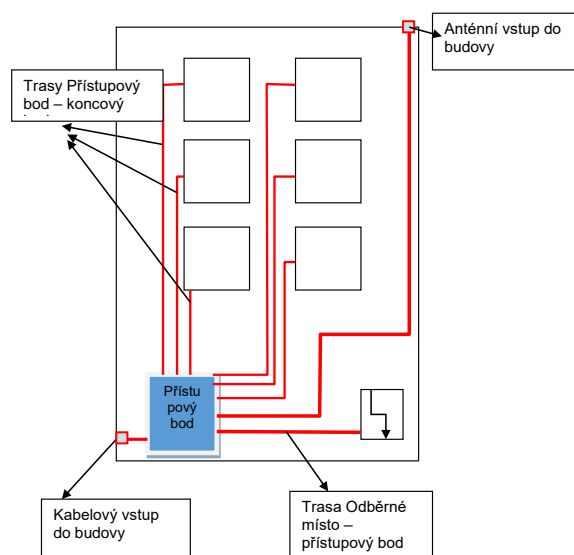 Anténní vstup do
budovy
Trasy Přístupový
bod – koncový
Přístu
pový
bod
Kabelový vstup
do budovy
Trasa Odběrné
místo –
přístupový bod